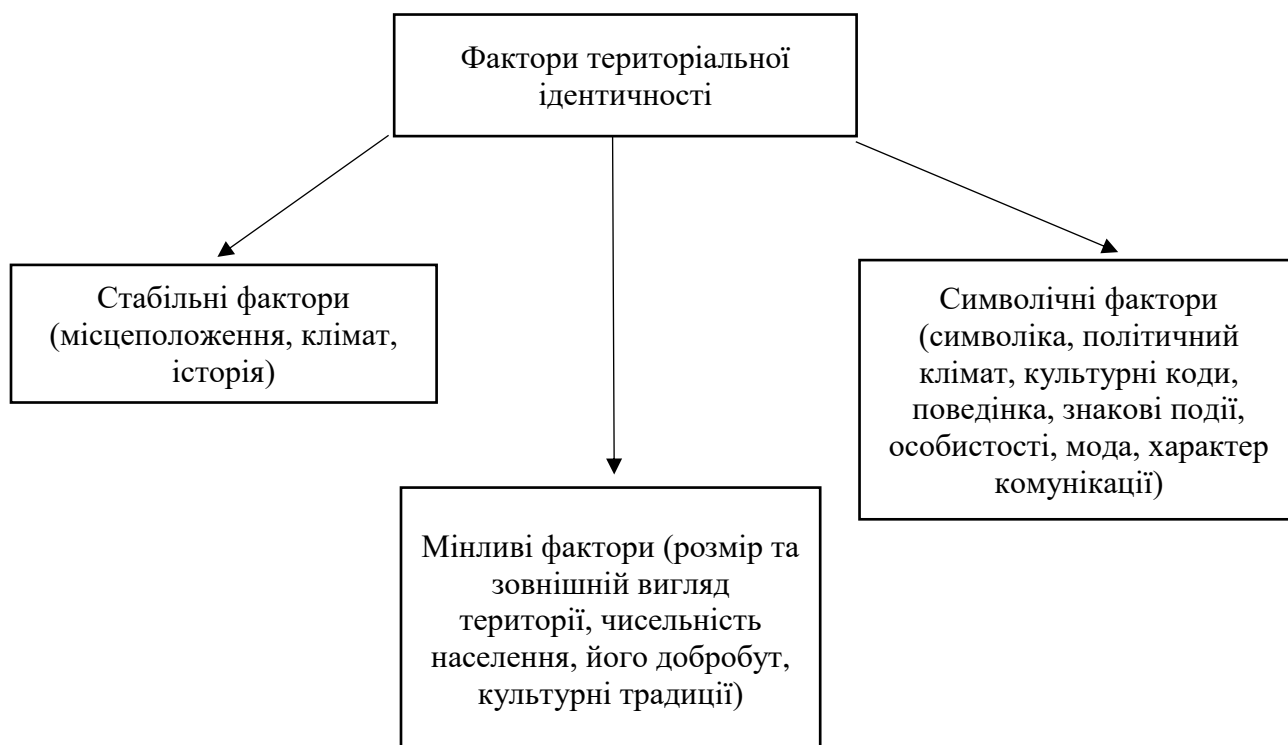 Фактори територіальної
ідентичності
Стабільні фактори
(місцеположення, клімат,
історія)
Символічні фактори
(символіка, політичний
клімат, культурні коди,
поведінка, знакові події,
особистості, мода, характер
комунікації)
Мінливі фактори (розмір та
зовнішній вигляд
території, чисельність
населення, його добробут,
культурні традиції)